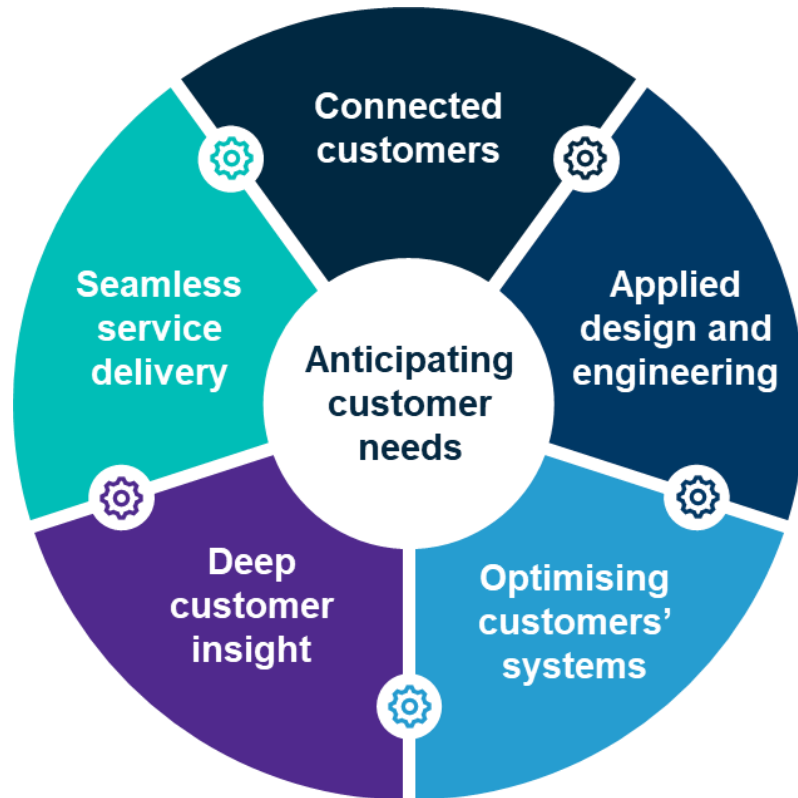 Connected
customers
Applied
design and
engineering
Optimising
customers’
systems
Deep
customer
insight
Seamless
service
delivery
Anticipating
customer
needs